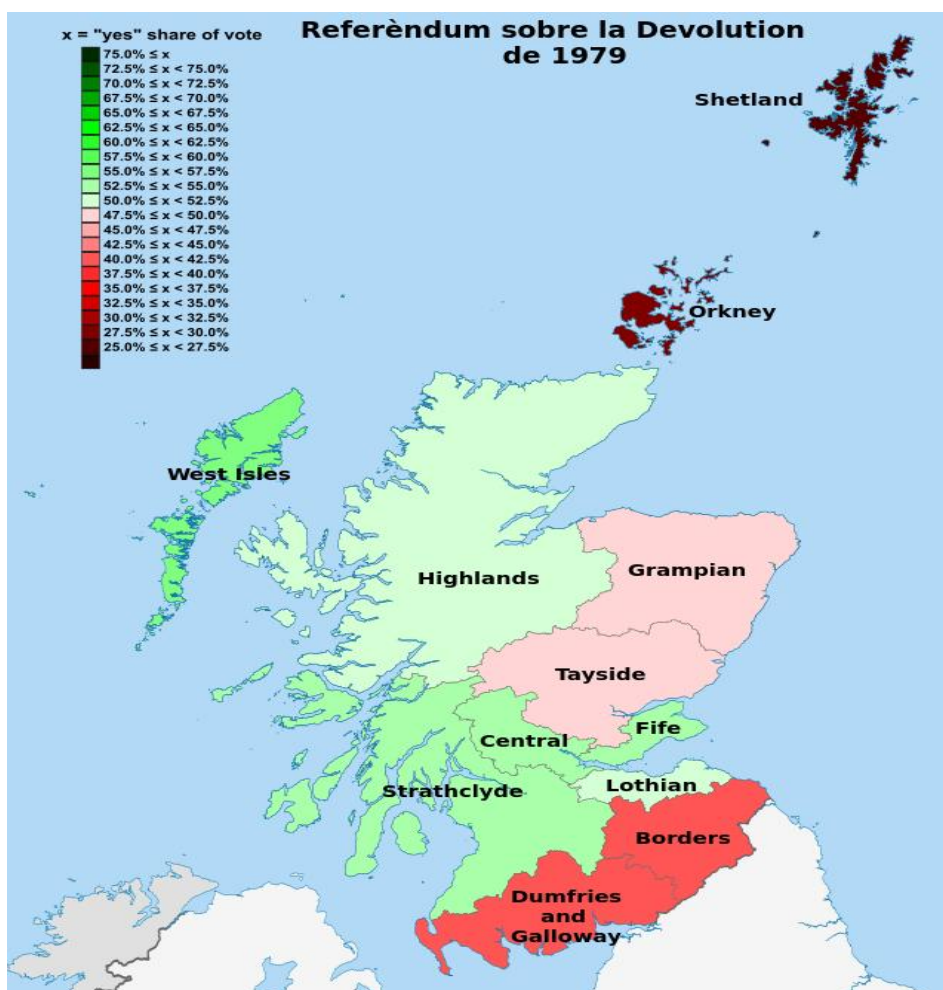 Referèndum sobre la Devolution
de 1979
x = "yes" share of vote
75.0% ≤ x
72.5% ≤ x < 75.0%
70.0% ≤ x < 72.5%
67.5% ≤ x < 70.0%
65.0% ≤ x < 67.5%
62.5% ≤ x < 65.0%
60.0% ≤ x < 62.5%
57.5% ≤ x < 60.0%
55.0% ≤ x < 57.5%
52.5% ≤ x < 55.0%
50.0% ≤ x < 52.5%
47.5% ≤ x < 50.0%
45.0% ≤ x < 47.5%
42.5% ≤ x < 45.0%
40.0% ≤ x < 42.5%
37.5% ≤ x < 40.0%
35.0% ≤ x < 37.5%
32.5% ≤ x < 35.0%
30.0% ≤ x < 32.5%
27.5% ≤ x < 30.0%
25.0% ≤ x < 27.5%
Shetland
Orkney
West Isles
Highlands
Grampian
Tayside
Central
Fife
Strathclyde
Lothian
Borders
Dumfries
and
Galloway